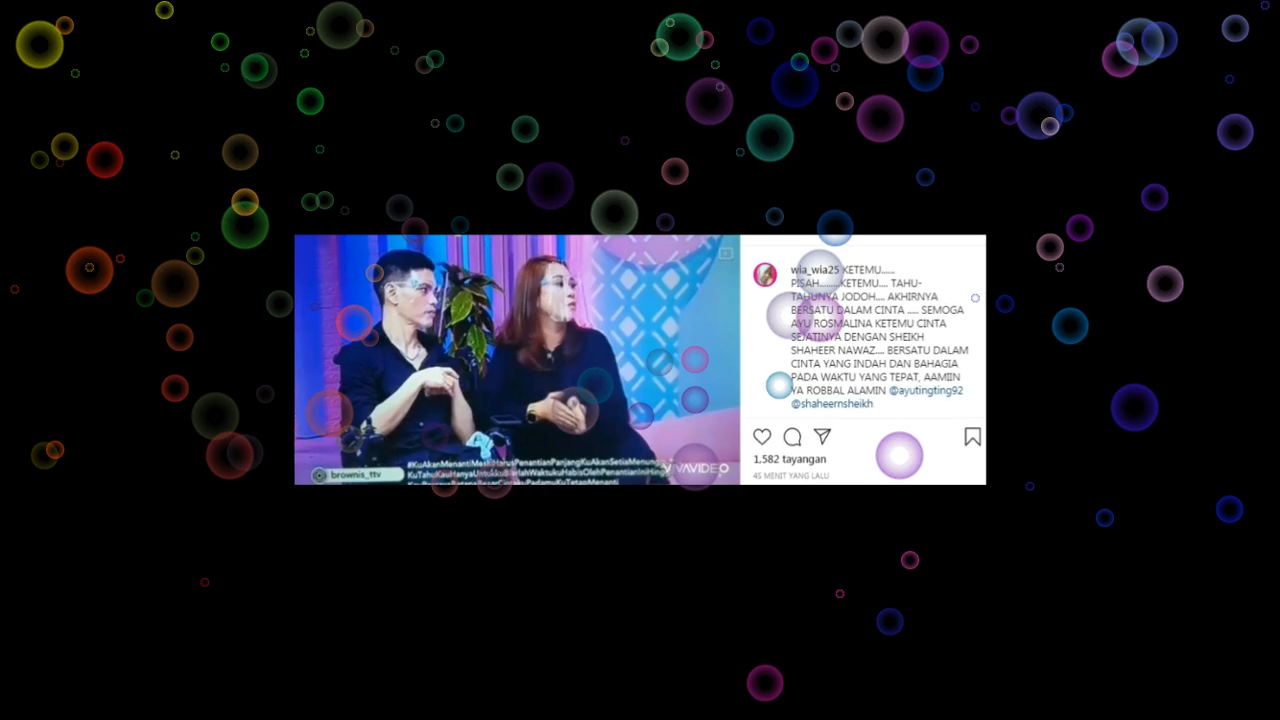 wia_wia25 KETEMU......
PISAH.........KETEMU.... TAHU-
TAHUNYA JODOH.... AKHIRNYA
BERSATU DALAM CINTA ..... SEMOGA
AYU ROSMALINA KETEMU CINTA
SEJATINYA DENGAN SHEIKH
SHAHEER NAWAZ.... BERSATU DALAM
CINTA YANG INDAH DAN BAHAGIA
PADA WAKTU YANG TEPAT, AAMIIN
YA ROBBAL ALAMIN @ayutingting92
@shaheernsheikh
1,582 tayangan
45 MENIT YANG LALU
brownis_ttv
#KuAkanMenantiMeskiHarusPenantianPanjangKuAkanSetiaMenung
KuTahuKauHanyaUntukkuBiarlahWaktukuHabisOlehPenantianIniHing
VIVAVIDEO